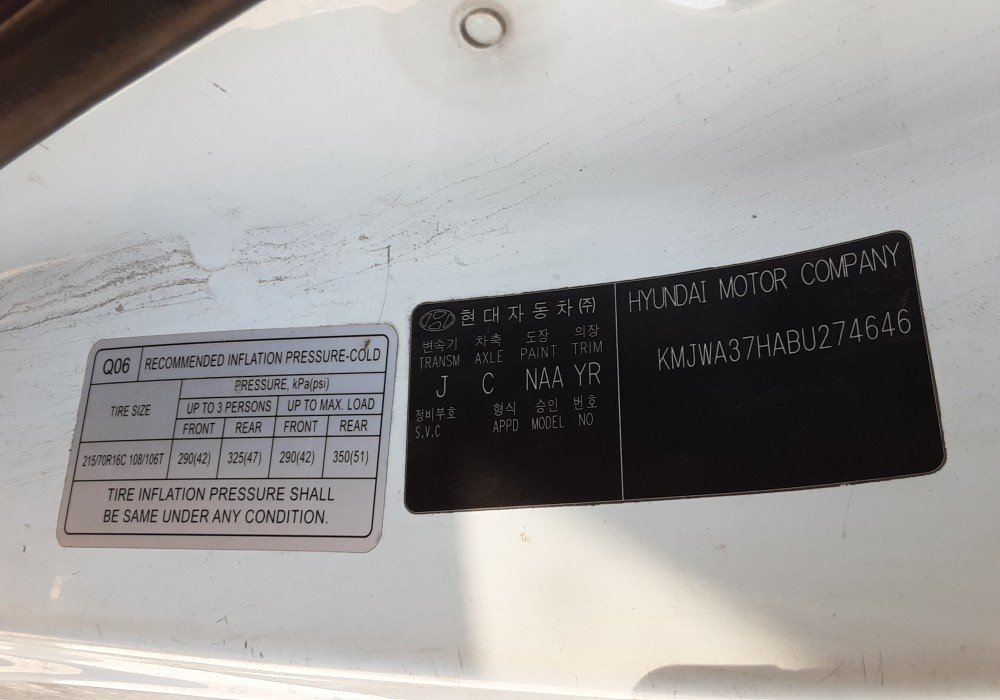 Q06 RECOMMENDED INFLATION PRESSURE-COLD
TIRE SIZE
PRESSURE, kPa(psi)
UP TO 3 PERSONS UP TO MAX. LOAD
FRONT REAR FRONT REAR
215/70R16C 108/106T 290(42) 325(47) 290(42) 350(51)
TIRE INFLATION PRESSURE SHALL
BE SAME UNDER ANY CONDITION.
현대자동차(주)
변속기 차축 도장 의장
TRANSM AXLE PAINT TRIM
J C NAA YR
정비부호 형식 승인 번호
S.V.C APPD MODEL NO
HYUNDAI MOTOR COMPANY
KMJWA37HABU274646